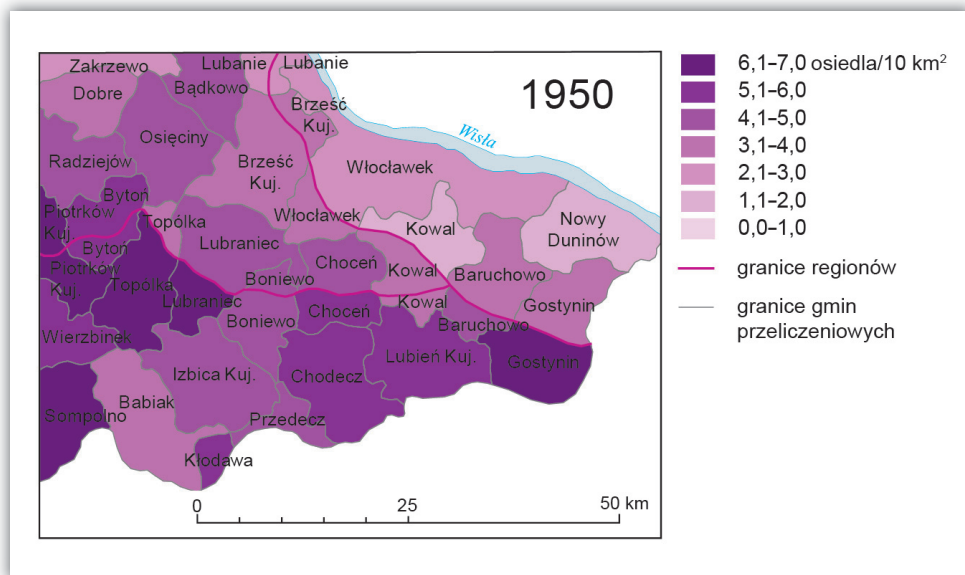 1950
Zakrzewo
Lubanie
Lubanie
Dobre
Bądkowo
Brześć
Kuj.
Osięciny
Wisła
Radziejów
Brześć
Kuj.
Włocławek
Bytoń
Piotrków
Kuj.
Topólka
Włocławek
Nowy
Duninów
Kowal
Bytoń
Lubraniec
Choceń
Piotrków
Kuj.
Topólka
Boniewo
Kowal
Baruchowo
Lubraniec
Kowal
Gostynin
Choceń
Boniewo
Baruchowo
Wierzbinek
Lubień Kuj.
Gostynin
Izbica Kuj.
Chodecz
Babiak
Sompolno
Przedecz
Kłodawa
0 25 50 km
6,1–7,0 osiedla/10 km²
5,1–6,0
4,1–5,0
3,1–4,0
2,1–3,0
1,1–2,0
0,0–1,0
granice regionów
granice gmin
przeliczeniowych